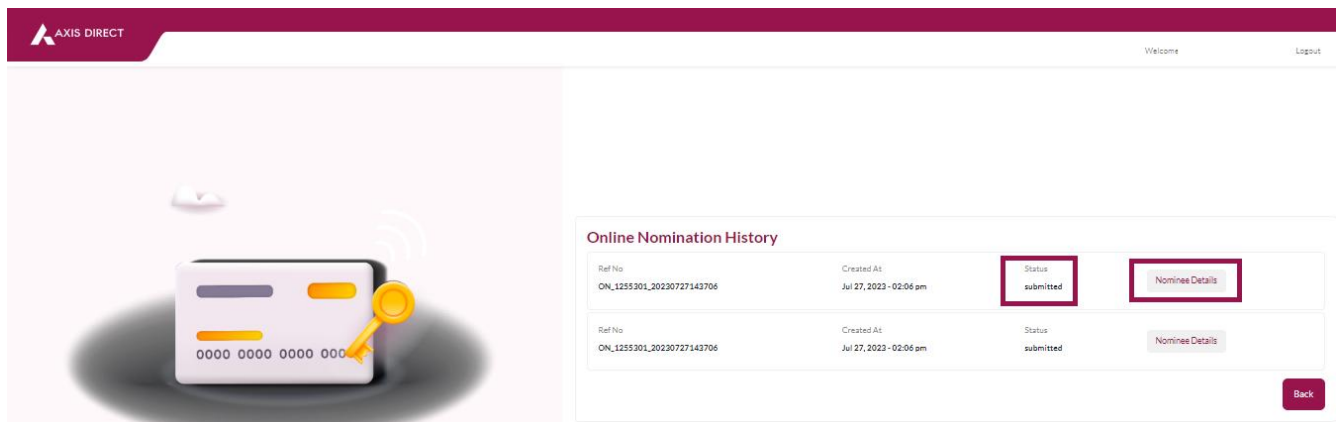 AXIS DIRECT
Welcome Logout
Online Nomination History
Ref No Created At Status
ON_1255301_20230727143706 Jul 27, 2023 - 02:06 pm submitted Nominee Details
Ref No Created At Status
ON_1255301_20230727143706 Jul 27, 2023 - 02:06 pm submitted Nominee Details
0000 0000 0000 000
Back